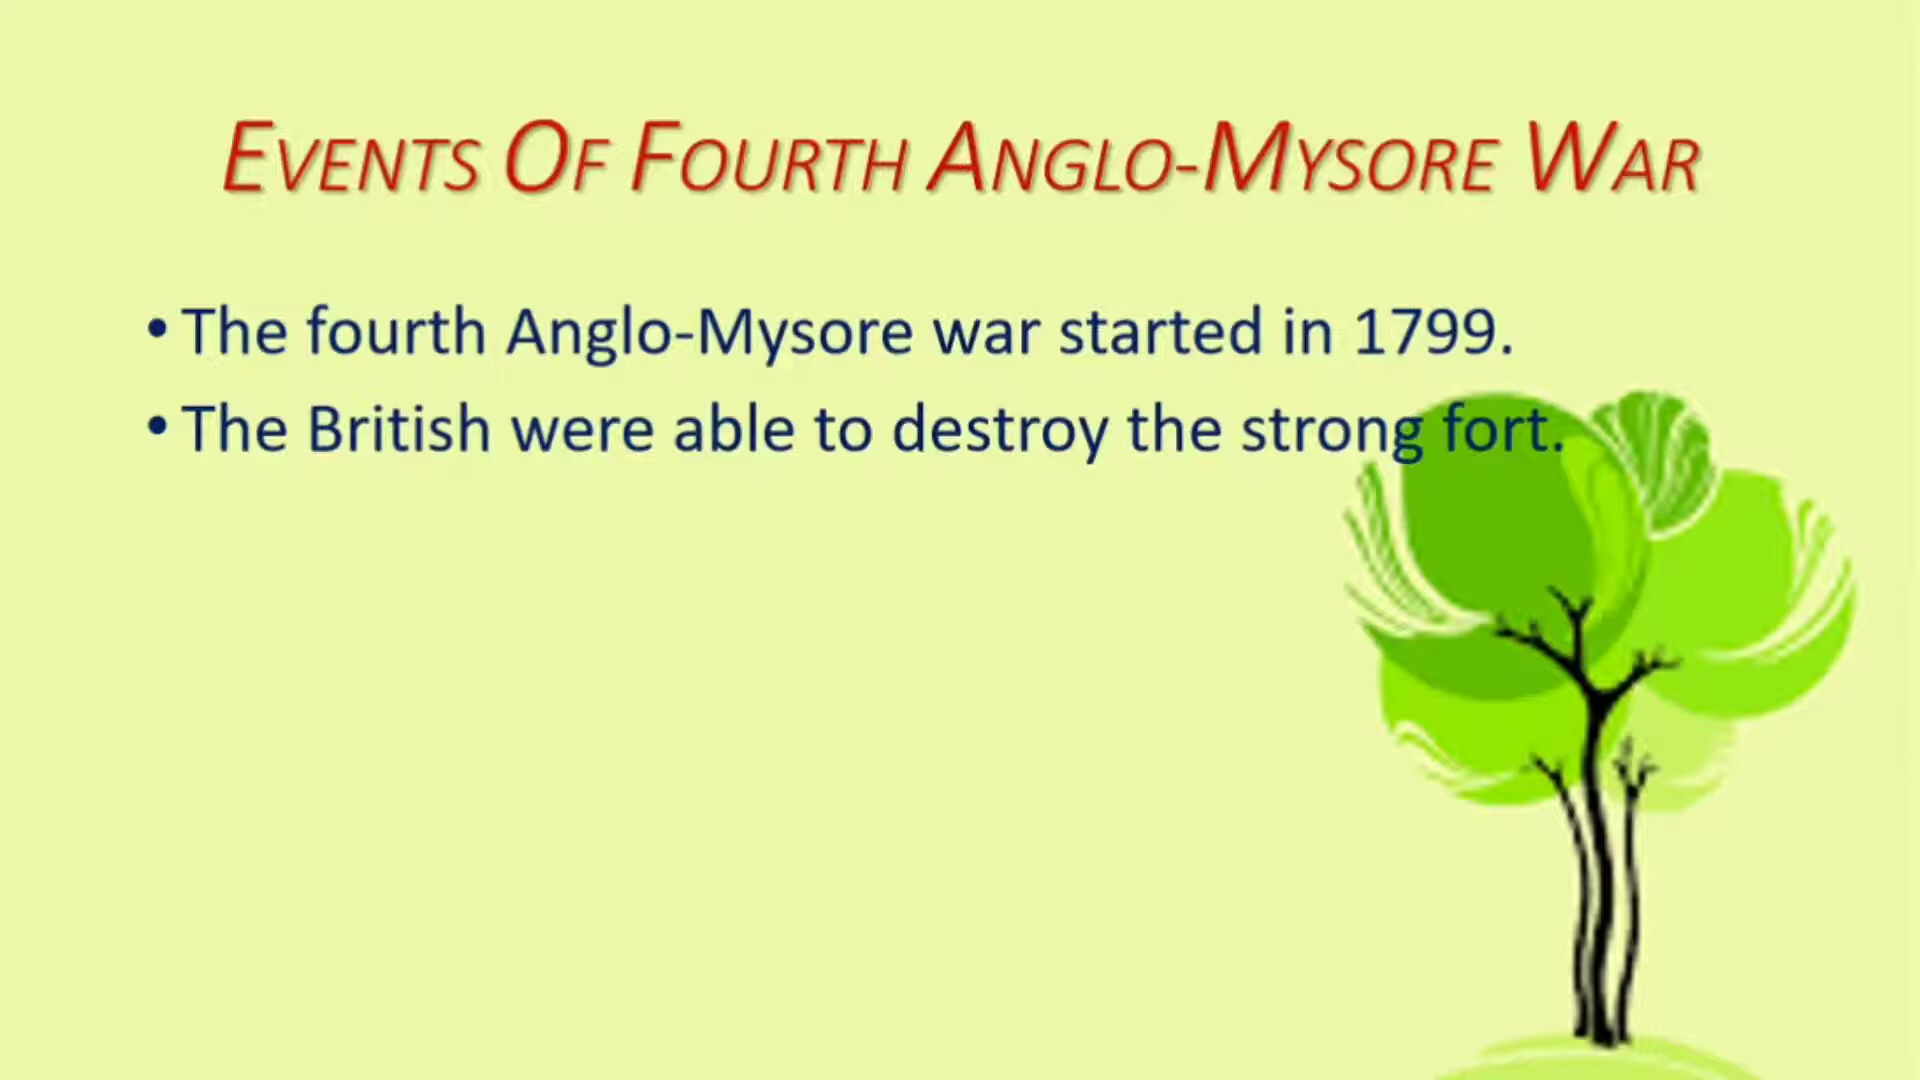 EVENTS OF FOURTH ANGLO-MYSORE WAR
• The fourth Anglo-Mysore war started in 1799.
• The British were able to destroy the strong fort.